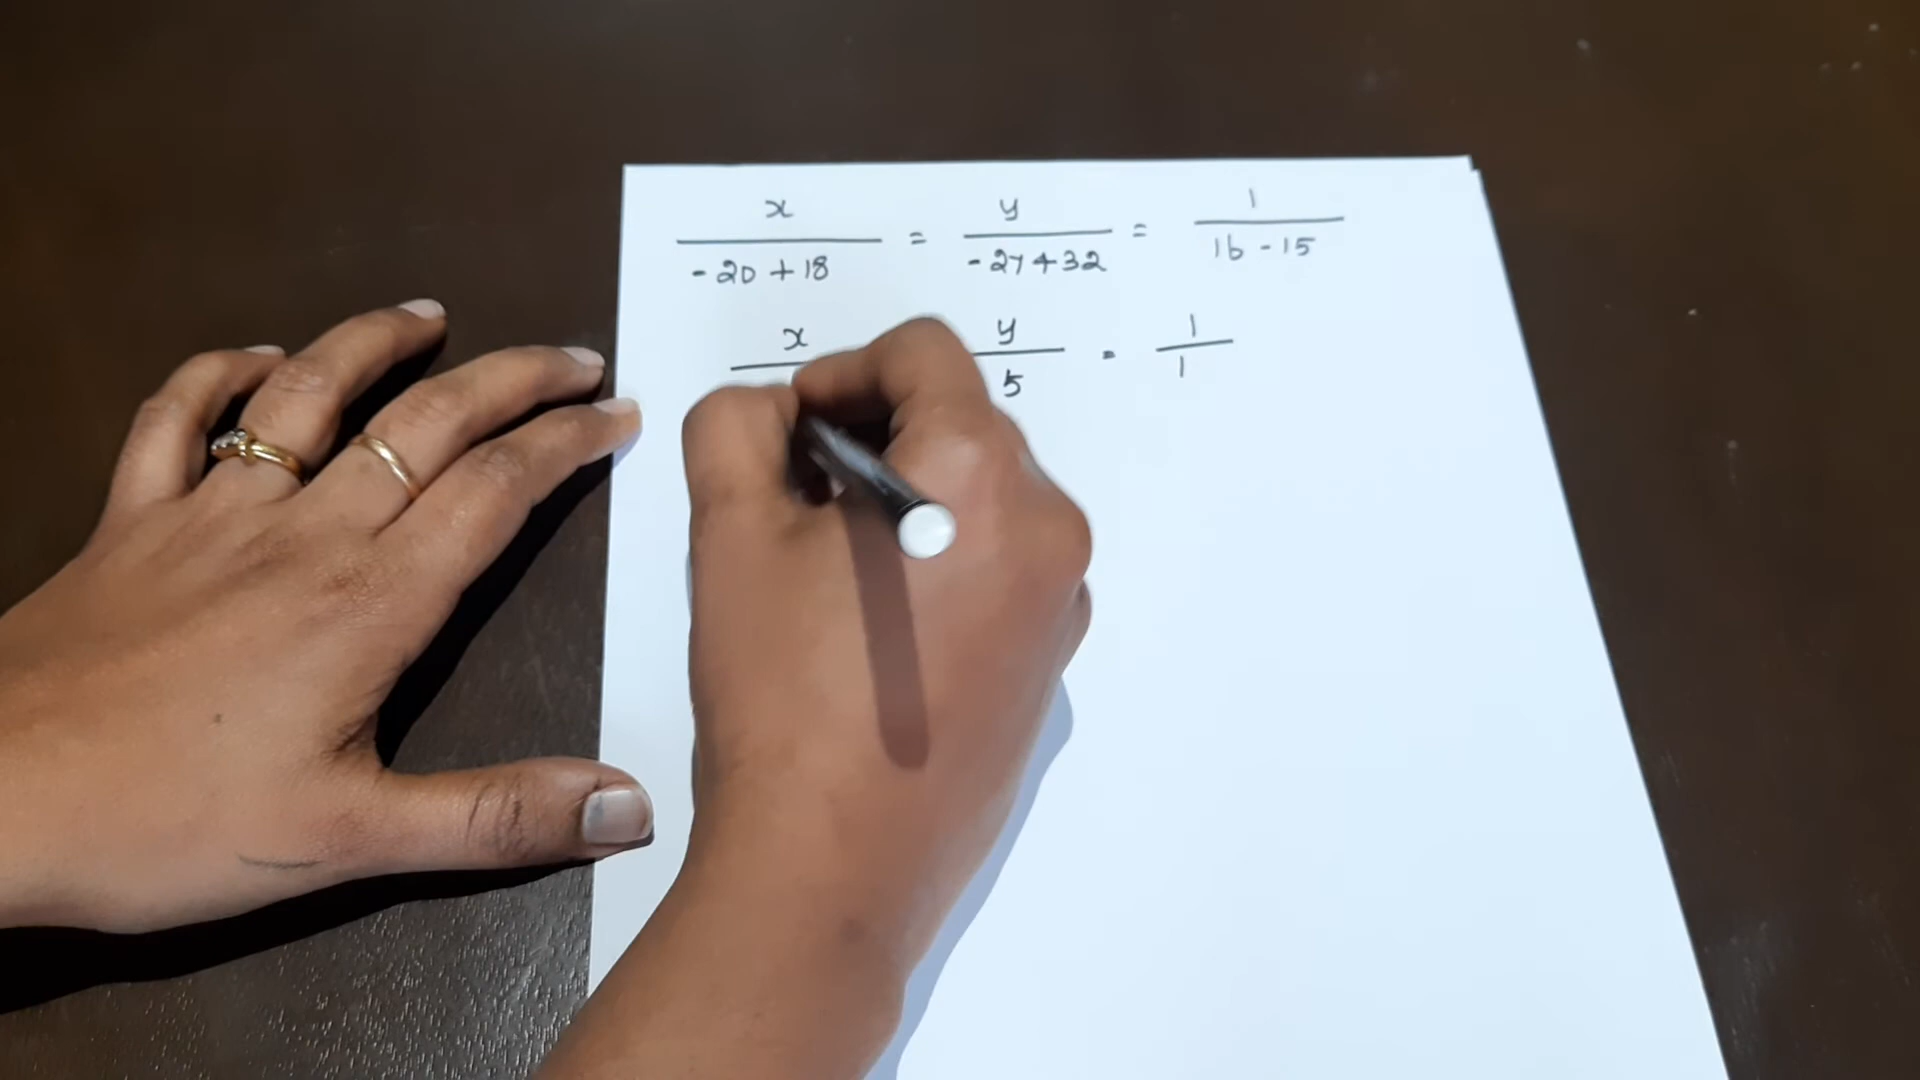 x/-20+18 = y/-27+32 = 1/16-15
x/ y/5 = 1/1